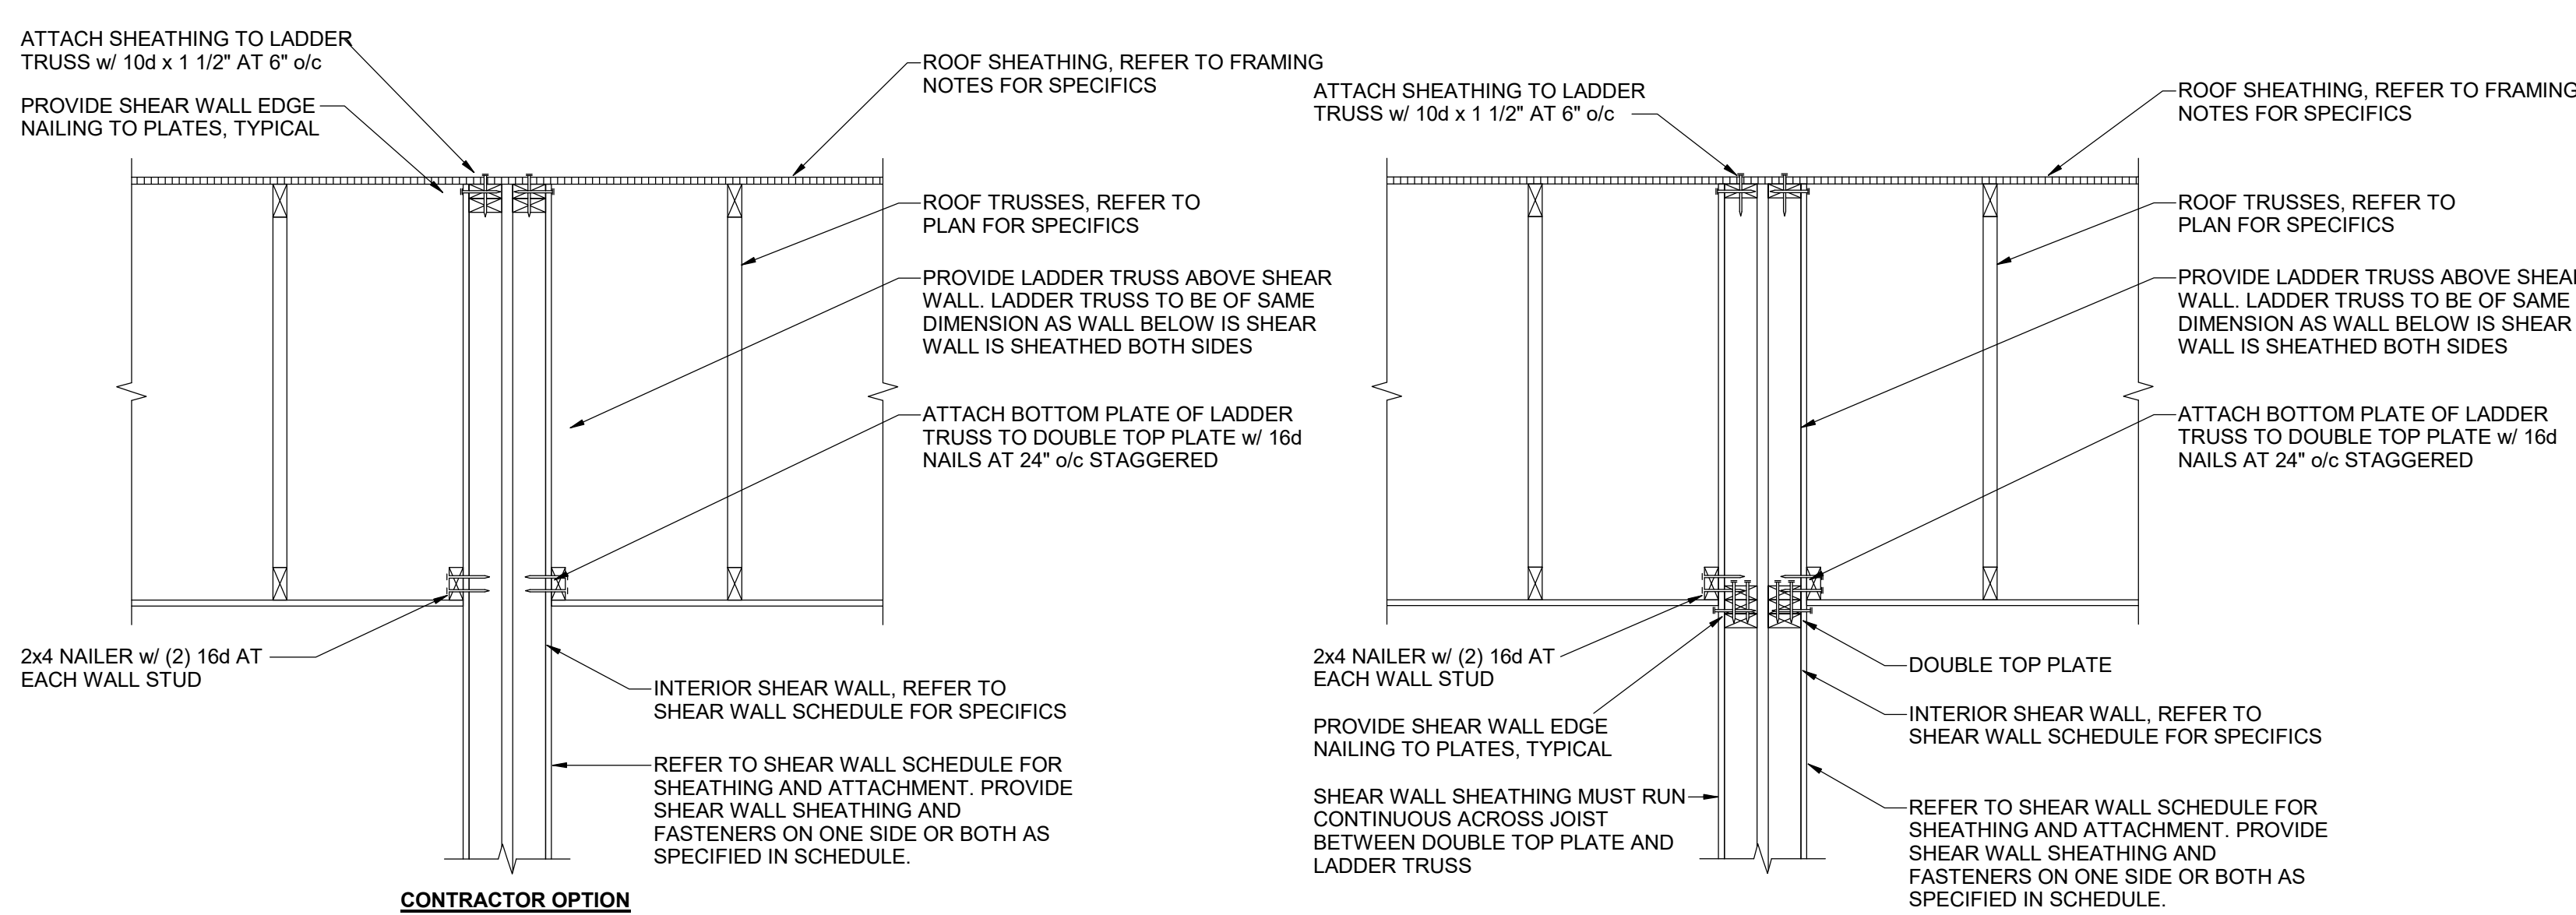 ATTACH SHEATHING TO LADDER
TRUSS w/ 10d x 1 1/2" AT 6" o/c
PROVIDE SHEAR WALL EDGE
NAILING TO PLATES, TYPICAL
ROOF SHEATHING, REFER TO FRAMING
NOTES FOR SPECIFICS
ROOF TRUSSES, REFER TO
PLAN FOR SPECIFICS
PROVIDE LADDER TRUSS ABOVE SHEAR
WALL. LADDER TRUSS TO BE OF SAME
DIMENSION AS WALL BELOW IS SHEAR
WALL IS SHEATHED BOTH SIDES
ATTACH BOTTOM PLATE OF LADDER
TRUSS TO DOUBLE TOP PLATE w/ 16d
NAILS AT 24" o/c STAGGERED
2x4 NAILER w/ (2) 16d AT
EACH WALL STUD
INTERIOR SHEAR WALL, REFER TO
SHEAR WALL SCHEDULE FOR SPECIFICS
REFER TO SHEAR WALL SCHEDULE FOR
SHEATHING AND ATTACHMENT. PROVIDE
SHEAR WALL SHEATHING AND
FASTENERS ON ONE SIDE OR BOTH AS
SPECIFIED IN SCHEDULE.
CONTRACTOR OPTION
ATTACH SHEATHING TO LADDER
TRUSS w/ 10d x 1 1/2" AT 6" o/c
ROOF SHEATHING, REFER TO FRAMING
NOTES FOR SPECIFICS
ROOF TRUSSES, REFER TO
PLAN FOR SPECIFICS
PROVIDE LADDER TRUSS ABOVE SHEAR
WALL. LADDER TRUSS TO BE OF SAME
DIMENSION AS WALL BELOW IS SHEAR
WALL IS SHEATHED BOTH SIDES
ATTACH BOTTOM PLATE OF LADDER
TRUSS TO DOUBLE TOP PLATE w/ 16d
NAILS AT 24" o/c STAGGERED
2x4 NAILER w/ (2) 16d AT
EACH WALL STUD
PROVIDE SHEAR WALL EDGE
NAILING TO PLATES, TYPICAL
SHEAR WALL SHEATHING MUST RUN
CONTINUOUS ACROSS JOIST
BETWEEN DOUBLE TOP PLATE AND
LADDER TRUSS
DOUBLE TOP PLATE
INTERIOR SHEAR WALL, REFER TO
SHEAR WALL SCHEDULE FOR SPECIFICS
REFER TO SHEAR WALL SCHEDULE FOR
SHEATHING AND ATTACHMENT. PROVIDE
SHEAR WALL SHEATHING AND
FASTENERS ON ONE SIDE OR BOTH AS
SPECIFIED IN SCHEDULE.